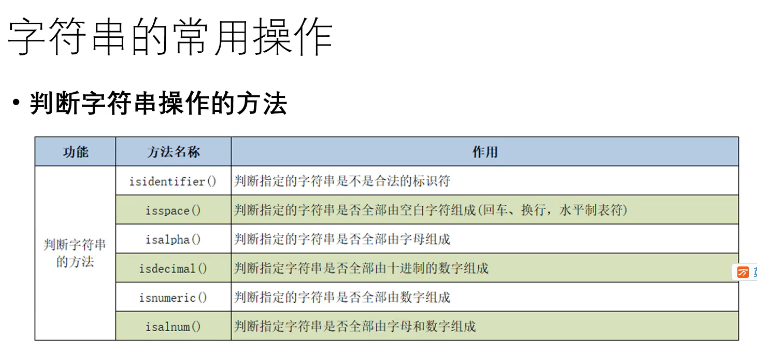 字符串的常用操作
• 判断字符串操作的方法
功能 方法名称 作用
判断字符串
的方法
isidentifier() 判断指定的字符串是不是合法的标识符
isspace() 判断指定的字符串是否全部由空白字符组成(回车、换行，水平制表符)
isalpha() 判断指定的字符串是否全部由字母组成
isdecimal() 判断指定字符串是否全部由十进制的数字组成
isnumeric() 判断指定的字符串是否全部由数字组成
isalnum() 判断指定字符串是否全部由字母和数字组成